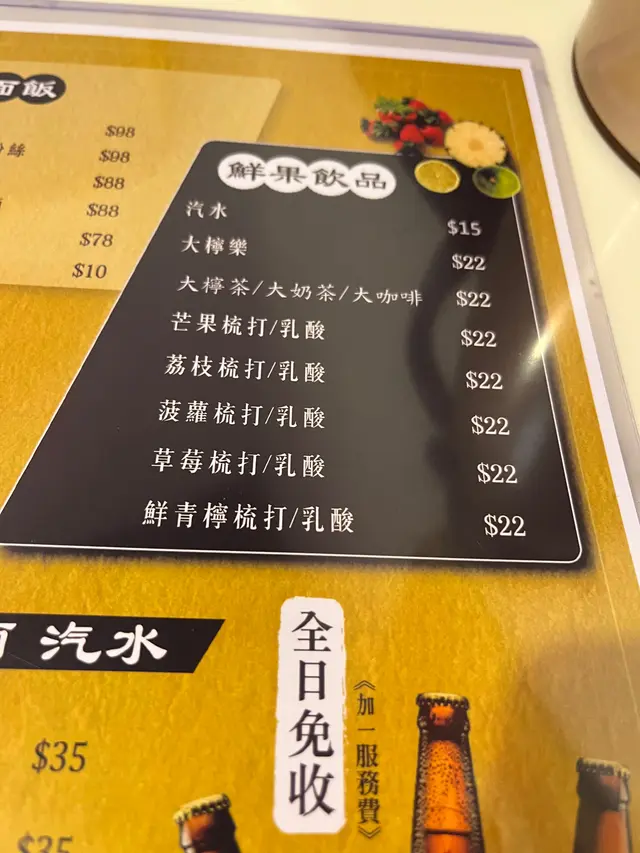 面飯
$98
絲 $98
$88
$88
$78
$10
鮮果飲品
汽水 $15
大檸樂 $22
大檸茶/大奶茶/大咖啡 $22
芒果梳打/乳酸 $22
荔枝梳打/乳酸 $22
菠蘿梳打/乳酸 $22
草莓梳打/乳酸 $22
鮮青檸梳打/乳酸 $22
汽水
$35
$35
全日免收
《加一服務費》